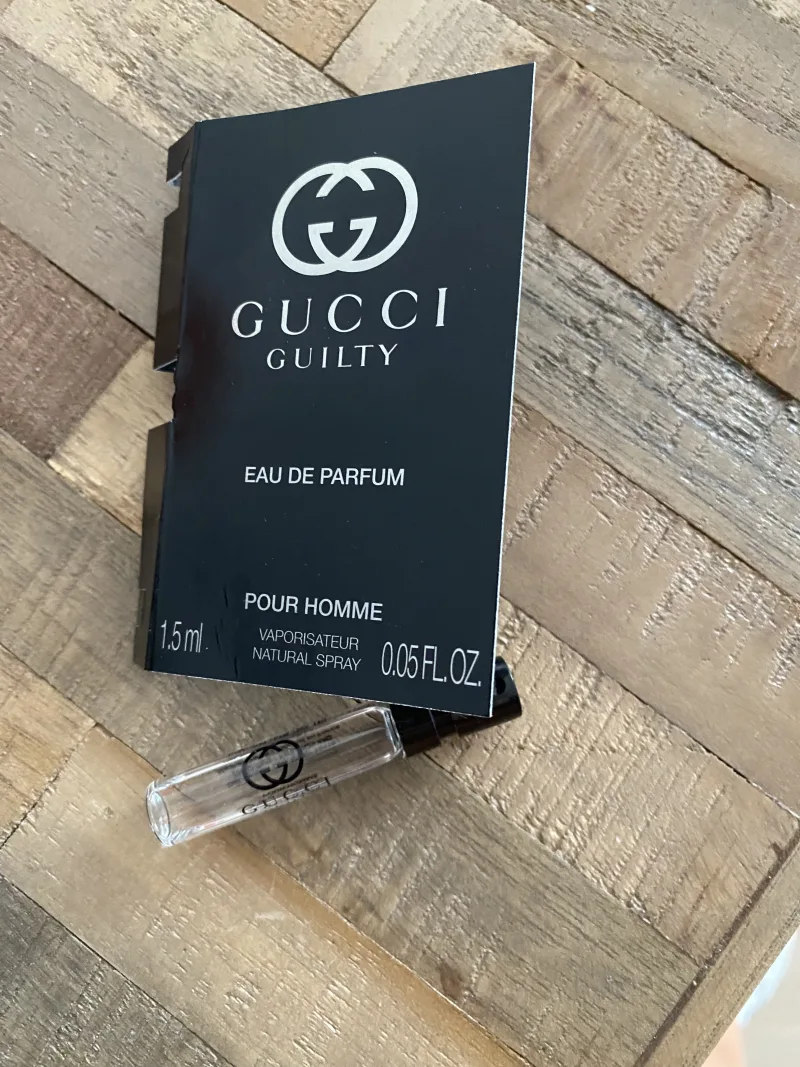 GUCCI
GUILTY
EAU DE PARFUM
POUR HOMME
1.5 ml
VAPORISATEUR
NATURAL SPRAY
0.05 FL. OZ.
GUCCI